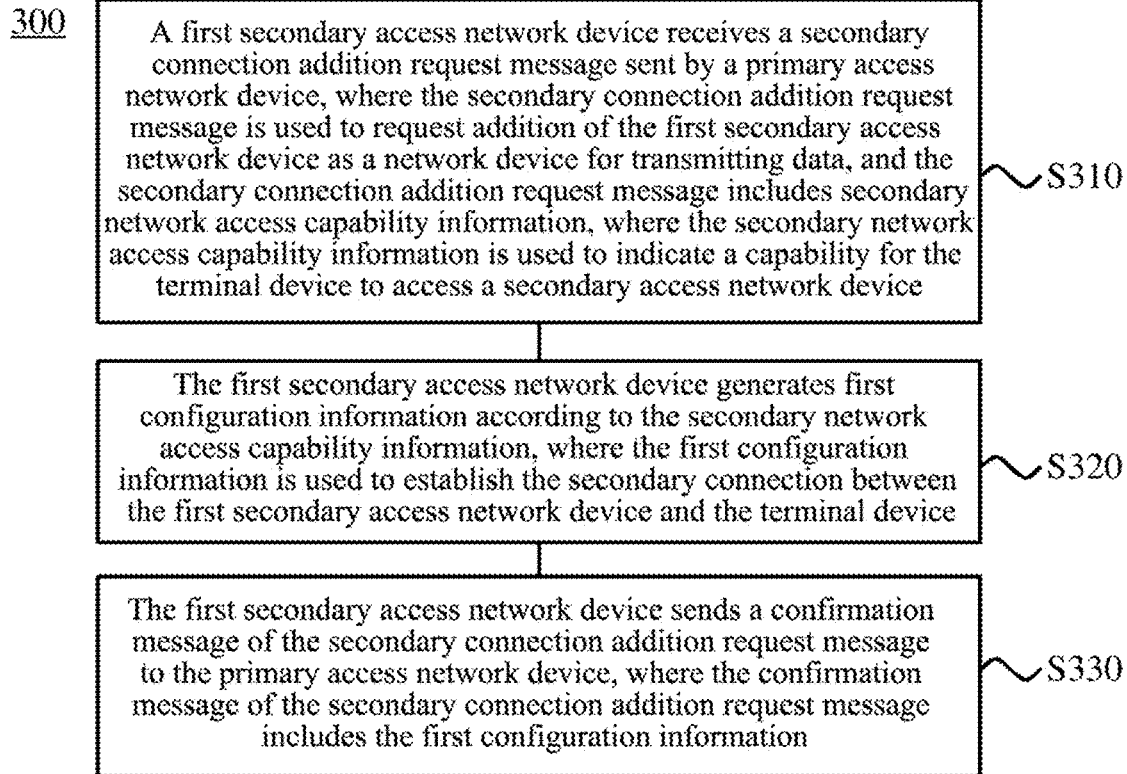 300
A first secondary access network device receives a secondary
connection addition request message sent by a primary access
network device, where the secondary connection addition request
message is used to request addition of the first secondary access
network device as a network device for transmitting data, and the
secondary connection addition request message includes secondary
network access capability information, where the secondary network
access capability information is used to indicate a capability for the
terminal device to access a secondary access network device
S310
The first secondary access network device generates first
configuration information according to the secondary network
access capability information, where the first configuration
information is used to establish the secondary connection between
the first secondary access network device and the terminal device
S320
The first secondary access network device sends a confirmation
message of the secondary connection addition request message
to the primary access network device, where the confirmation
message of the secondary connection addition request message
includes the first configuration information
S330